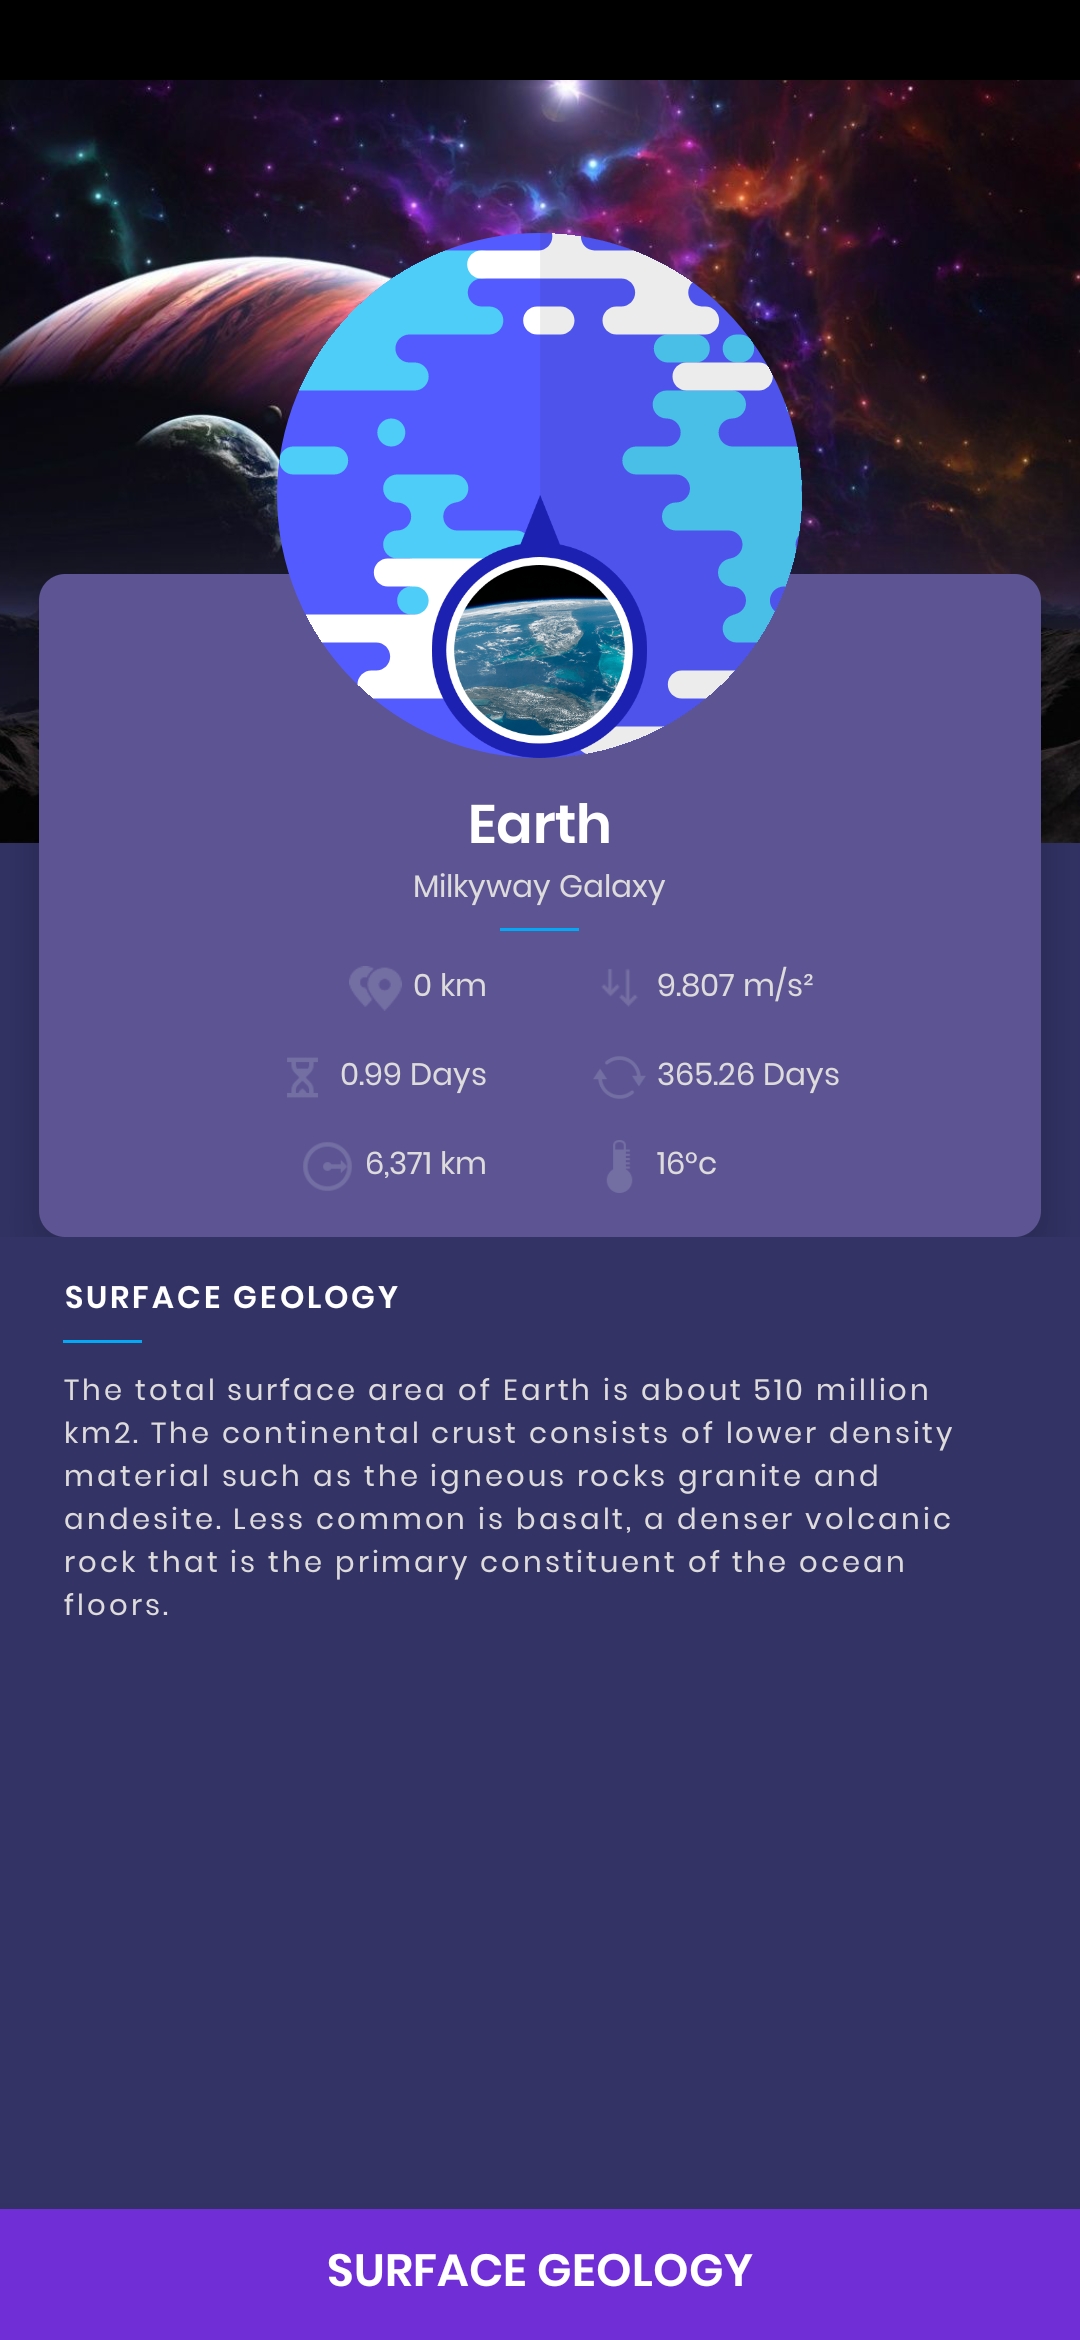 Earth
Milkyway Galaxy
0 km
9.807 m/s²
0.99 Days
365.26 Days
6,371 km
16°c
SURFACE GEOLOGY
The total surface area of Earth is about 510 million
km2. The continental crust consists of lower density
material such as the igneous rocks granite and
andesite. Less common is basalt, a denser volcanic
rock that is the primary constituent of the ocean
floors.
SURFACE GEOLOGY